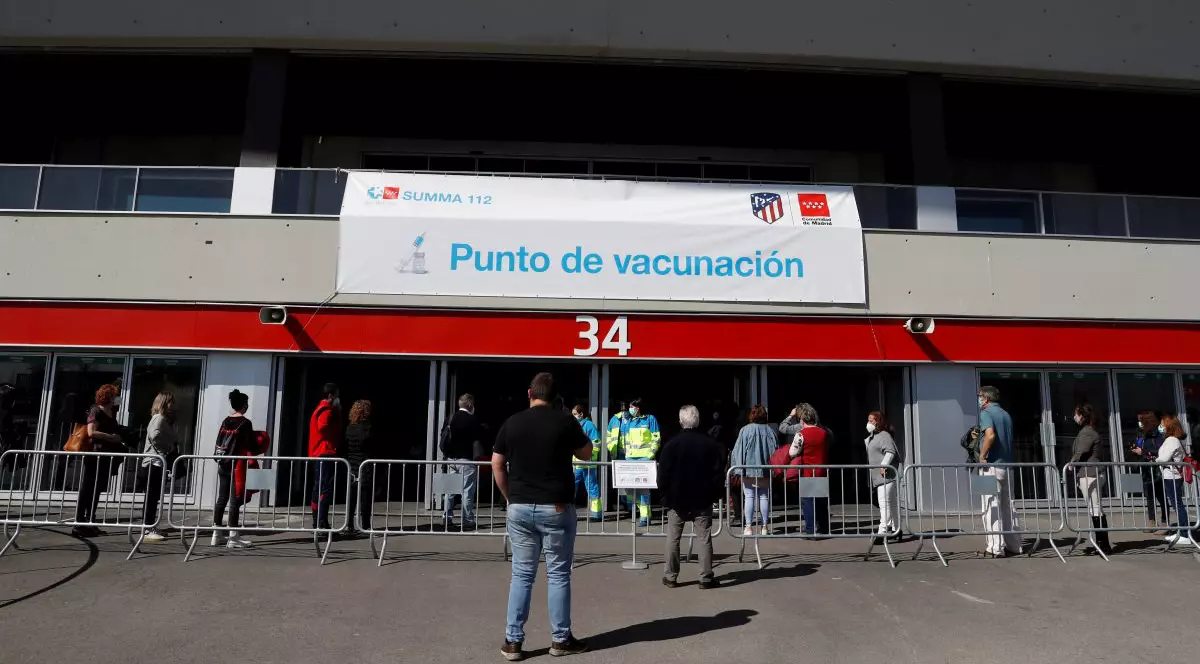 SUMMA 112
Comunidad
de Madrid
Punto de vacunación
34